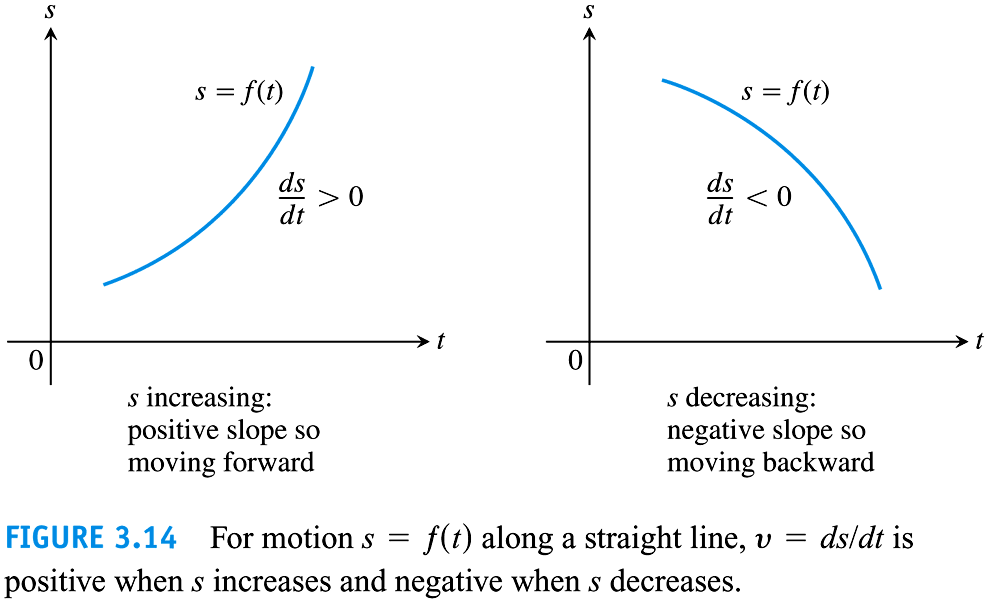 s
s = f(t)
ds/dt > 0
t
0
s increasing:
positive slope so
moving forward
s
s = f(t)
ds/dt < 0
t
0
s decreasing:
negative slope so
moving backward
FIGURE 3.14 For motion s = f(t) along a straight line, v = ds/dt is
positive when s increases and negative when s decreases.